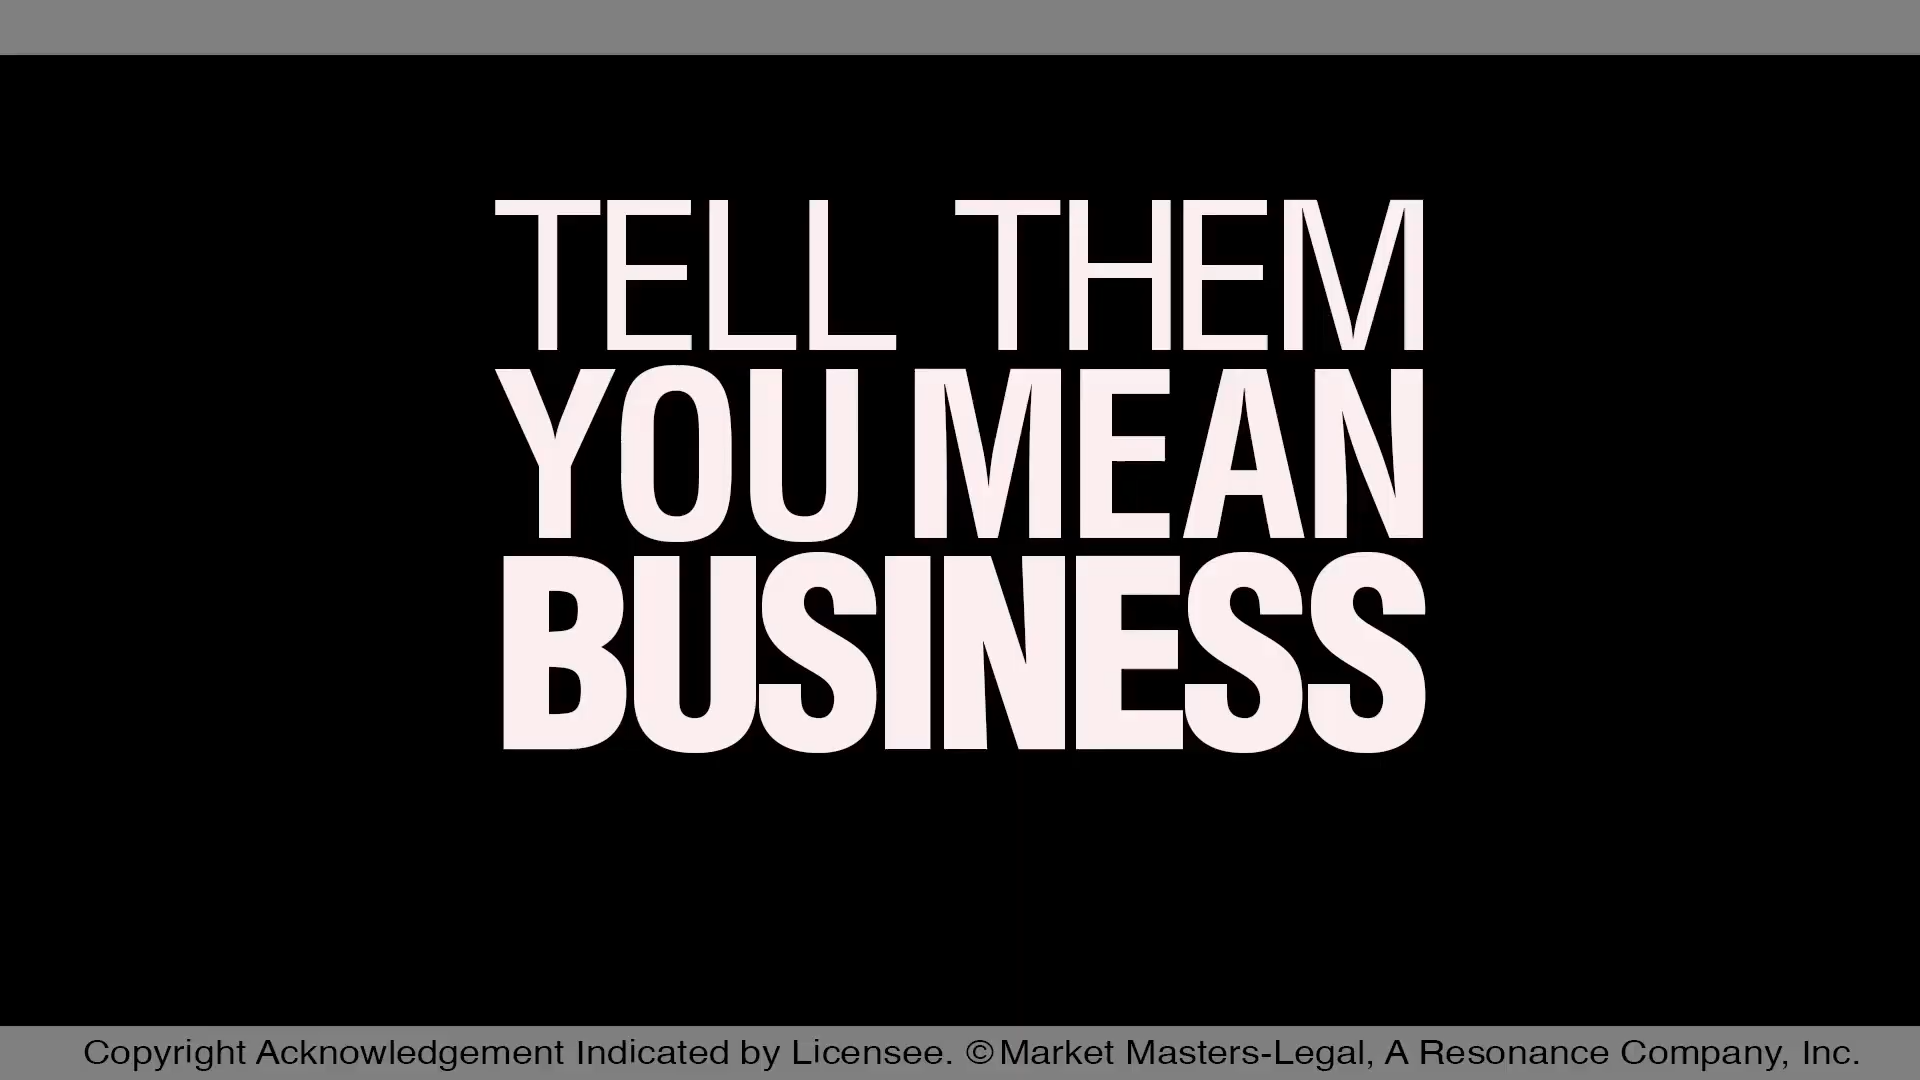 TELL THEM
YOU MEAN
BUSINESS
Copyright Acknowledgement Indicated by Licensee. ©Market Masters-Legal, A Resonance Company, Inc.